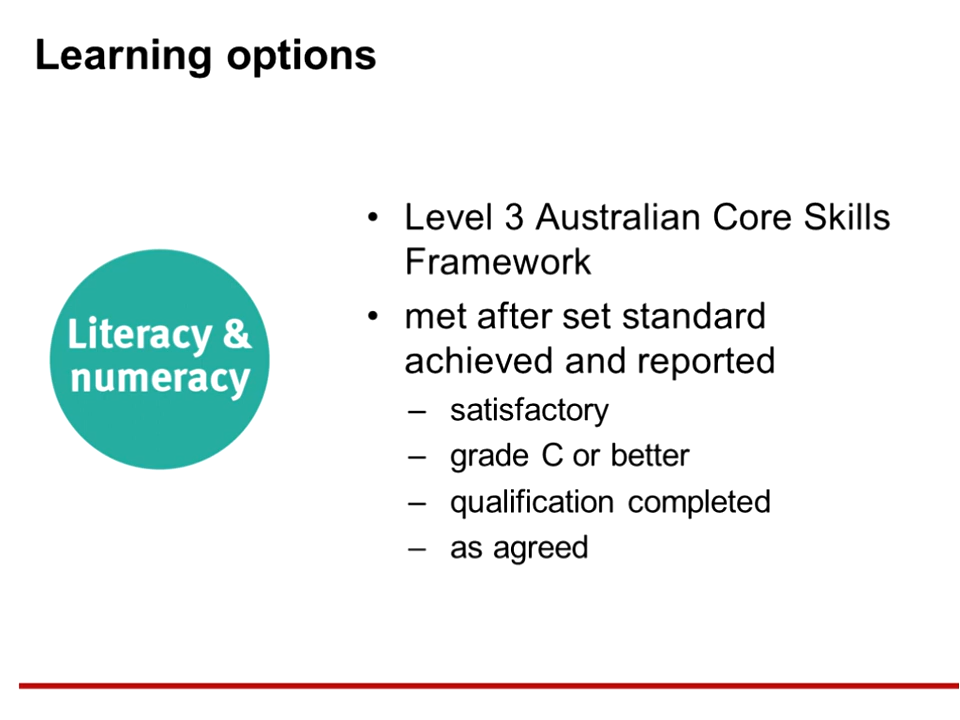 Learning options
Literacy &
numeracy
• Level 3 Australian Core Skills
Framework
• met after set standard
achieved and reported
– satisfactory
– grade C or better
– qualification completed
– as agreed